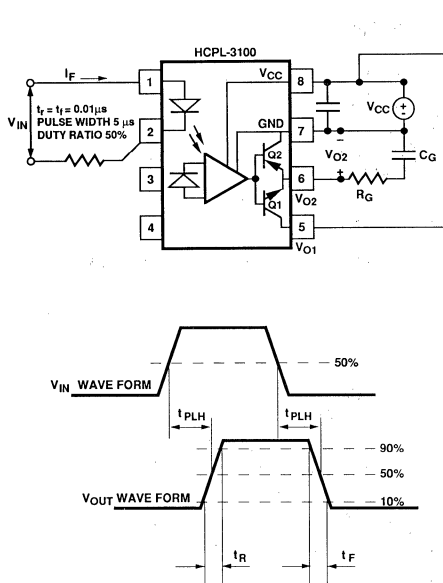 HCPL-3100
I_F
1
V_CC
8
V_IN
t_r = t_f = 0.01µs
PULSE WIDTH 5 µs
DUTY RATIO 50%
V_CC
+
−
2
GND
7
−
V_O2
C_G
Q2
3
6
+
Q1
V_O2
R_G
4
5
V_O1
50%
V_IN WAVE FORM
t_PLH
t_PLH
90%
50%
V_OUT WAVE FORM
10%
t_R
t_F